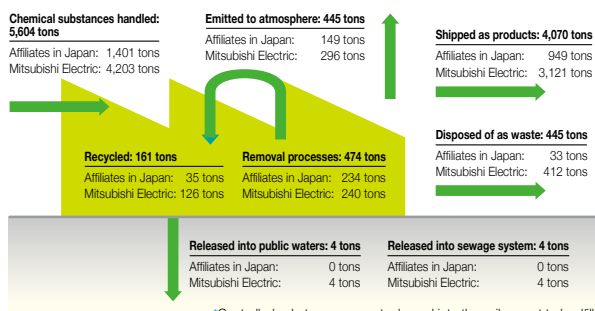 Chemical substances handled:
5,604 tons
Affiliates in Japan: 1,401 tons
Mitsubishi Electric: 4,203 tons
Emitted to atmosphere: 445 tons
Affiliates in Japan: 149 tons
Mitsubishi Electric: 296 tons
Shipped as products: 4,070 tons
Affiliates in Japan: 949 tons
Mitsubishi Electric: 3,121 tons
Disposed of as waste: 445 tons
Affiliates in Japan: 33 tons
Mitsubishi Electric: 412 tons
Recycled: 161 tons
Affiliates in Japan: 35 tons
Mitsubishi Electric: 126 tons
Removal processes: 474 tons
Affiliates in Japan: 234 tons
Mitsubishi Electric: 240 tons
Released into public waters: 4 tons
Affiliates in Japan: 0 tons
Mitsubishi Electric: 4 tons
Released into sewage system: 4 tons
Affiliates in Japan: 0 tons
Mitsubishi Electric: 4 tons